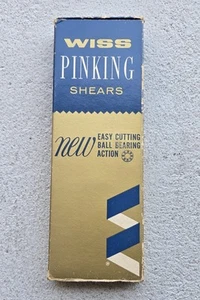 WISS
PINKING
SHEARS
new
EASY CUTTING
BALL BEARING
ACTION